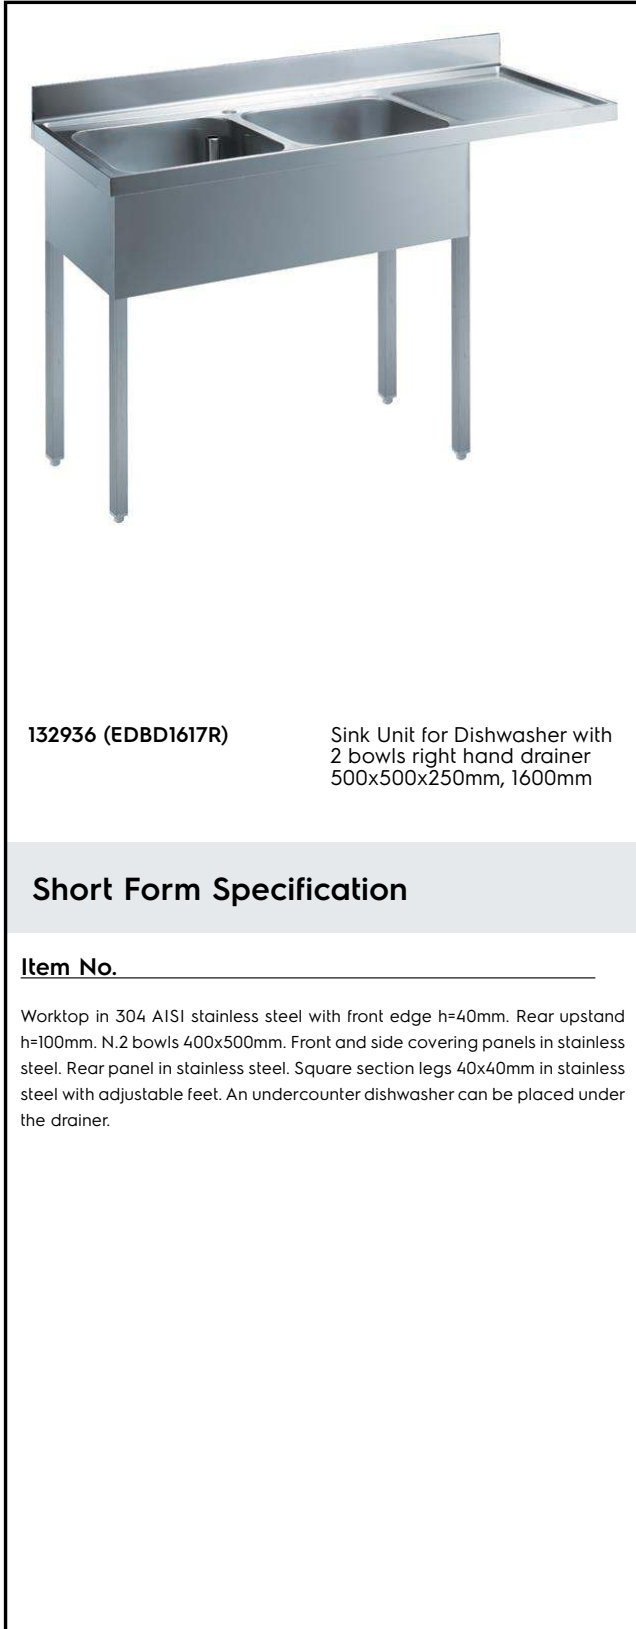 132936 (EDBD1617R)
Sink Unit for Dishwasher with
2 bowls right hand drainer
500x500x250mm, 1600mm
Short Form Specification
Item No.
Worktop in 304 AISI stainless steel with front edge h=40mm. Rear upstand
h=100mm. N.2 bowls 400x500mm. Front and side covering panels in stainless
steel. Rear panel in stainless steel. Square section legs 40x40mm in stainless
steel with adjustable feet. An undercounter dishwasher can be placed under
the drainer.